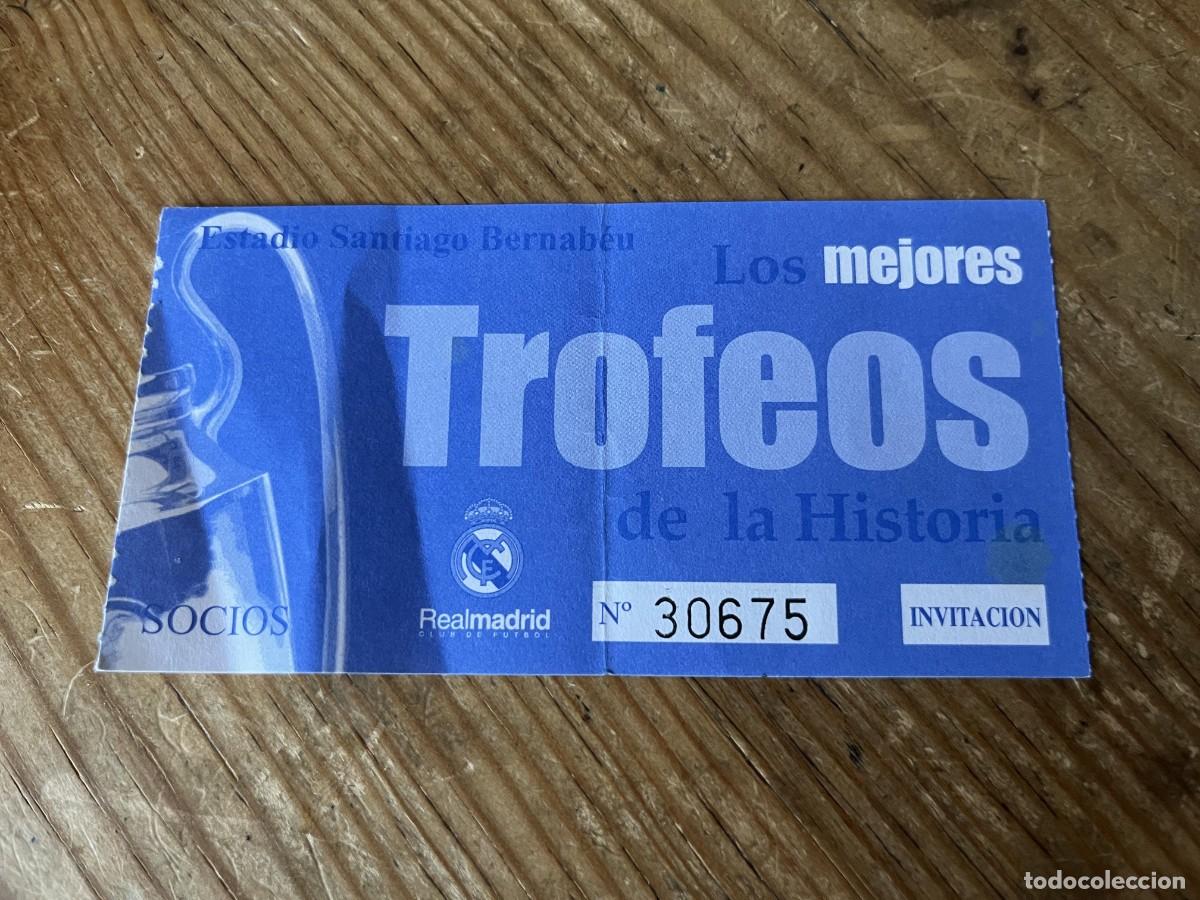 Estadio Santiago Bernabéu
Los mejores
Trofeos
de la Historia
SOCIOS
Realmadrid
CLUB DE FUTBOL
Nº 30675
INVITACION
todocoleccion